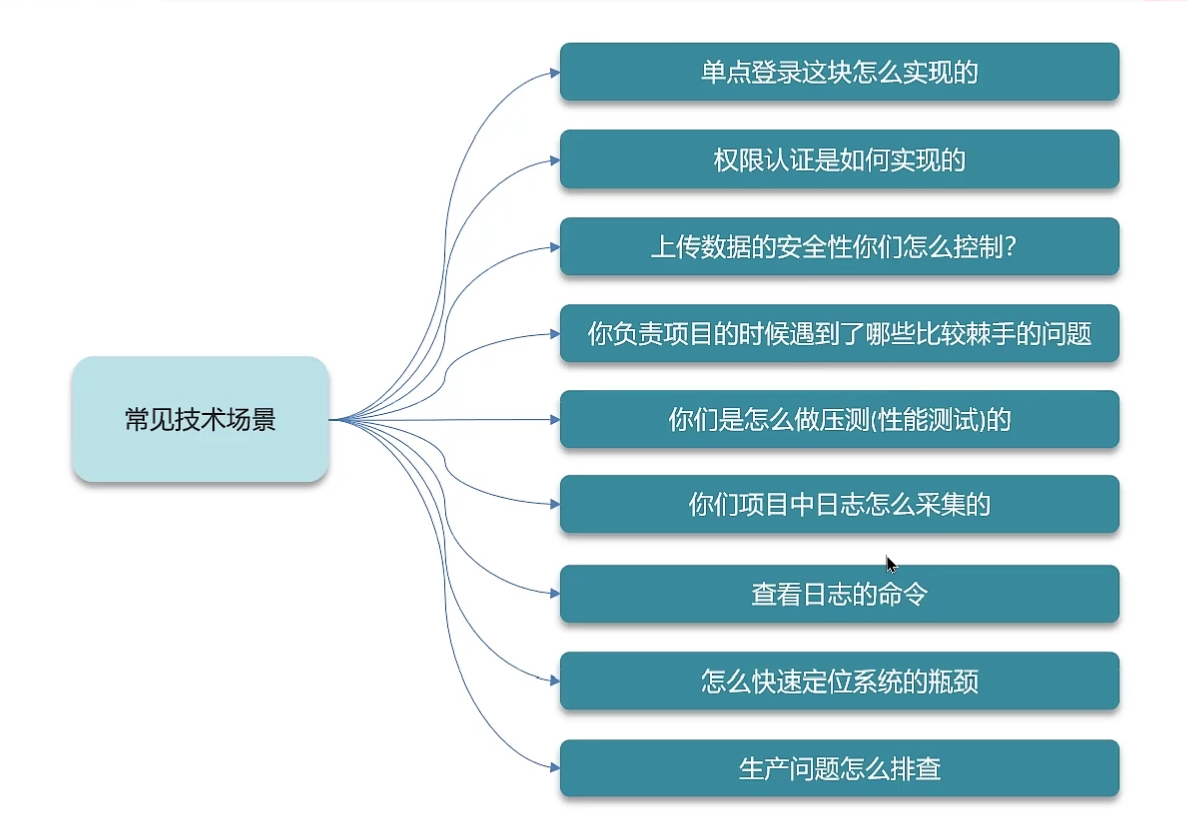 单点登录这块怎么实现的
权限认证是如何实现的
上传数据的安全性你们怎么控制?
你负责项目的时候遇到了哪些比较棘手的问题
常见技术场景
你们是怎么做压测(性能测试)的
你们项目中日志怎么采集的
查看日志的命令
怎么快速定位系统的瓶颈
生产问题怎么排查